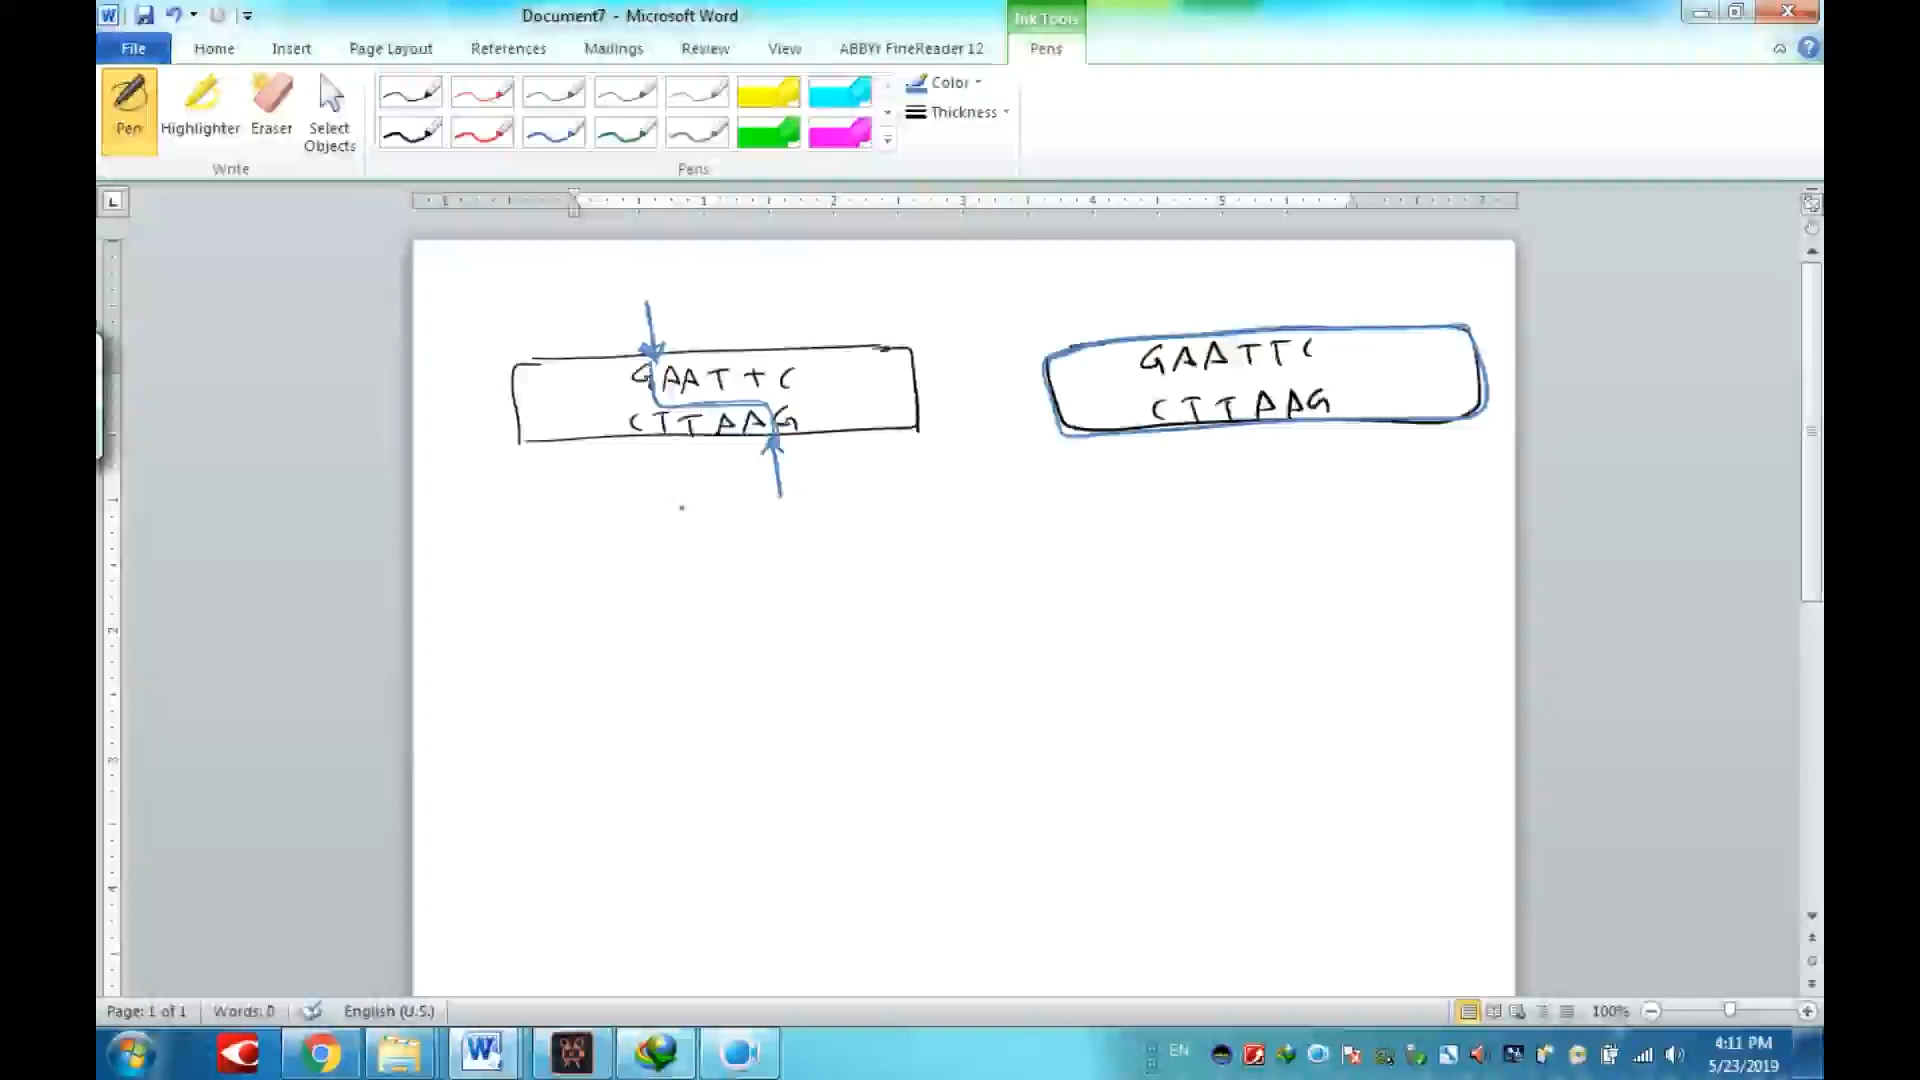 Document7 - Microsoft Word
Ink Tools
File
Home
Insert
Page Layout
References
Mailings
Review
View
ABBYY FineReader 12
Pens
Pen
Highlighter
Eraser
Select
Objects
Color
Thickness
Write
Pens
GAATTC
CTTAAG
GAATTC
CTTAAG
Page: 1 of 1
Words: 0
English (U.S.)
100%
EN
4:11 PM
5/23/2019